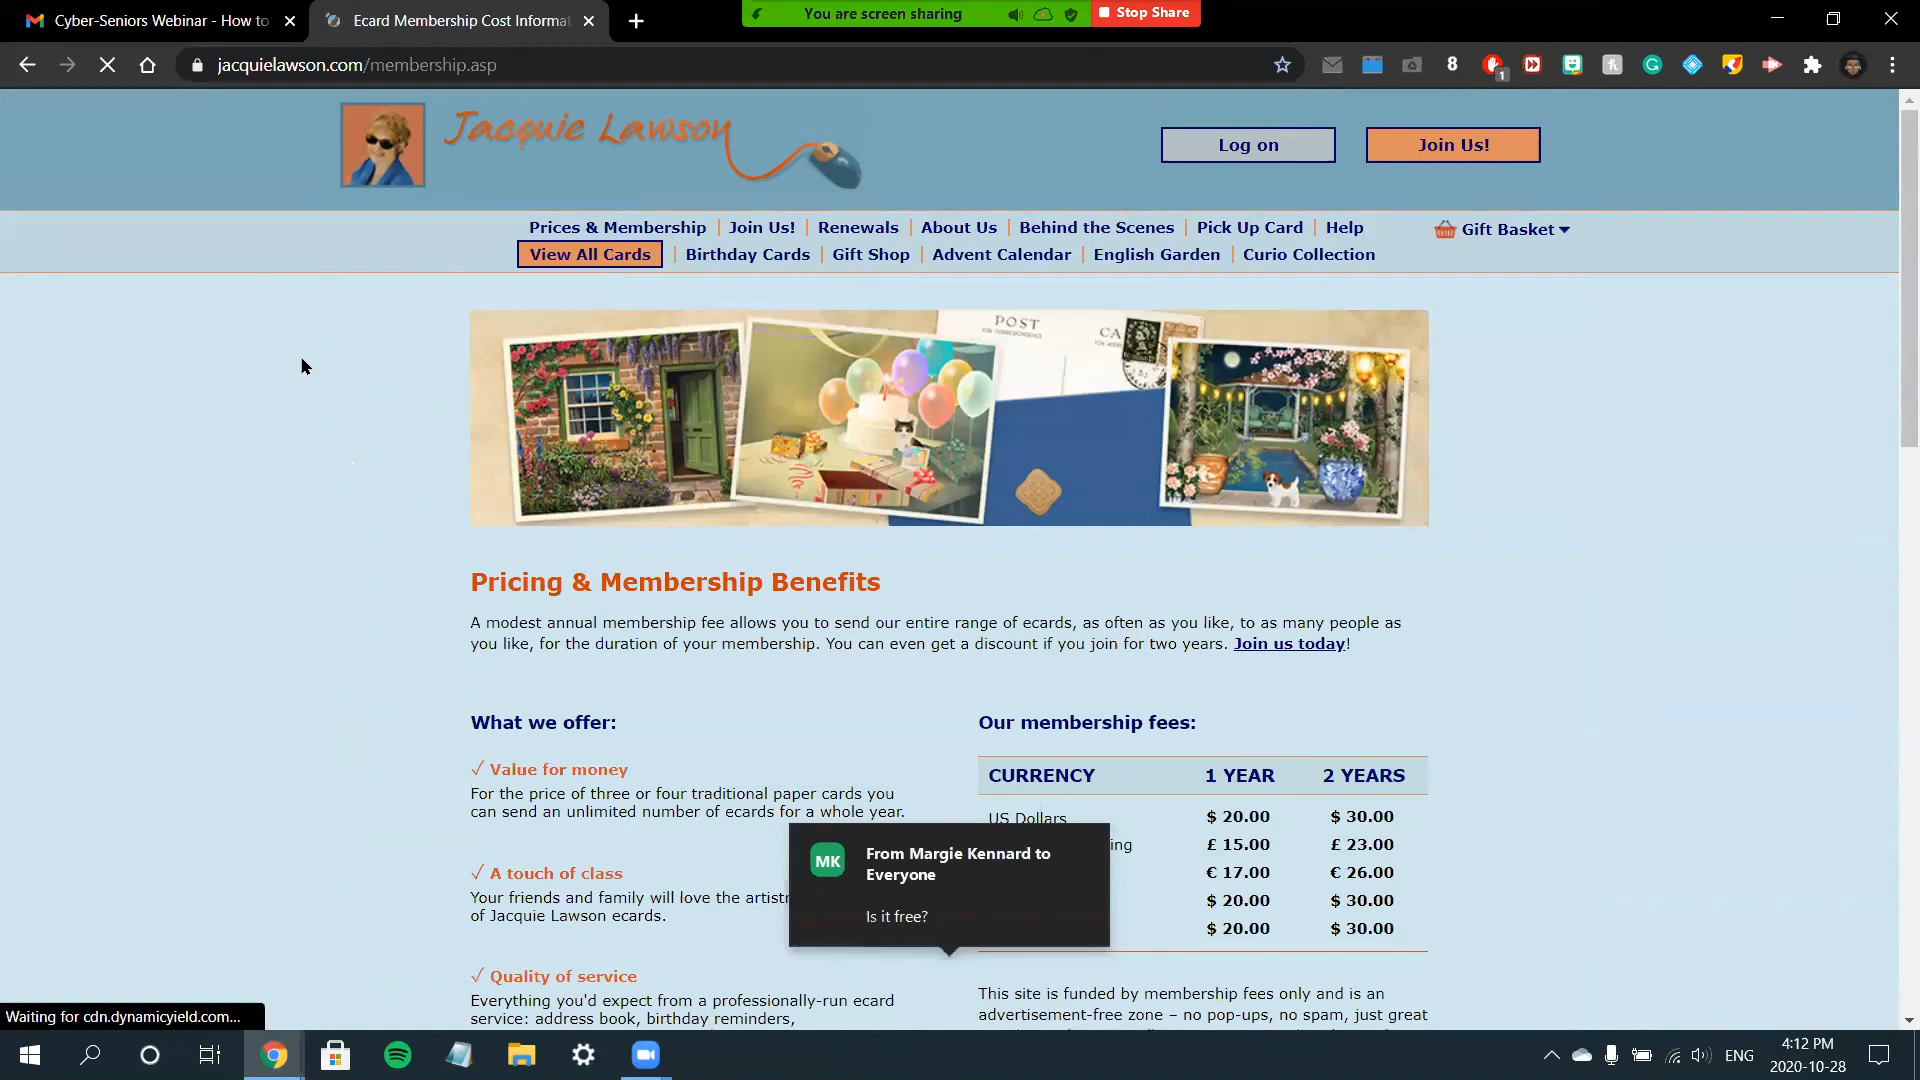 Cyber-Seniors Webinar - How to
Ecard Membership Cost Informat
You are screen sharing
Stop Share
jacquielawson.com/membership.asp
8
1
Jacquie Lawson
Log on
Join Us!
Prices & Membership
Join Us!
Renewals
About Us
Behind the Scenes
Pick Up Card
Help
Gift Basket
View All Cards
Birthday Cards
Gift Shop
Advent Calendar
English Garden
Curio Collection
POST
CA
Pricing & Membership Benefits
A modest annual membership fee allows you to send our entire range of ecards, as often as you like, to as many people as
you like, for the duration of your membership. You can even get a discount if you join for two years. Join us today!
What we offer:
✓ Value for money
For the price of three or four traditional paper cards you
can send an unlimited number of ecards for a whole year.
✓ A touch of class
Your friends and family will love the artistr
of Jacquie Lawson ecards.
✓ Quality of service
Everything you'd expect from a professionally-run ecard
service: address book, birthday reminders,
Our membership fees:
CURRENCY 1 YEAR 2 YEARS
US Dollars $ 20.00 $ 30.00
ing £ 15.00 £ 23.00
€ 17.00 € 26.00
$ 20.00 $ 30.00
$ 20.00 $ 30.00
This site is funded by membership fees only and is an
advertisement-free zone – no pop-ups, no spam, just great
MK
From Margie Kennard to
Everyone
Is it free?
Waiting for cdn.dynamicyield.com...
ENG
4:12 PM
2020-10-28